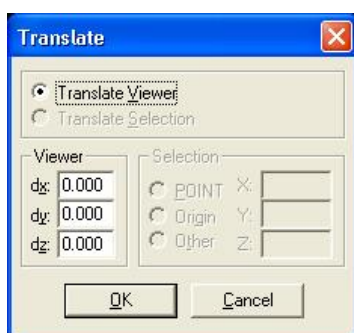 Translate
Translate Viewer
Translate Selection
Viewer
dx: 0.000
dy: 0.000
dz: 0.000
Selection
POINT X:
Origin Y:
Other Z:
OK
Cancel